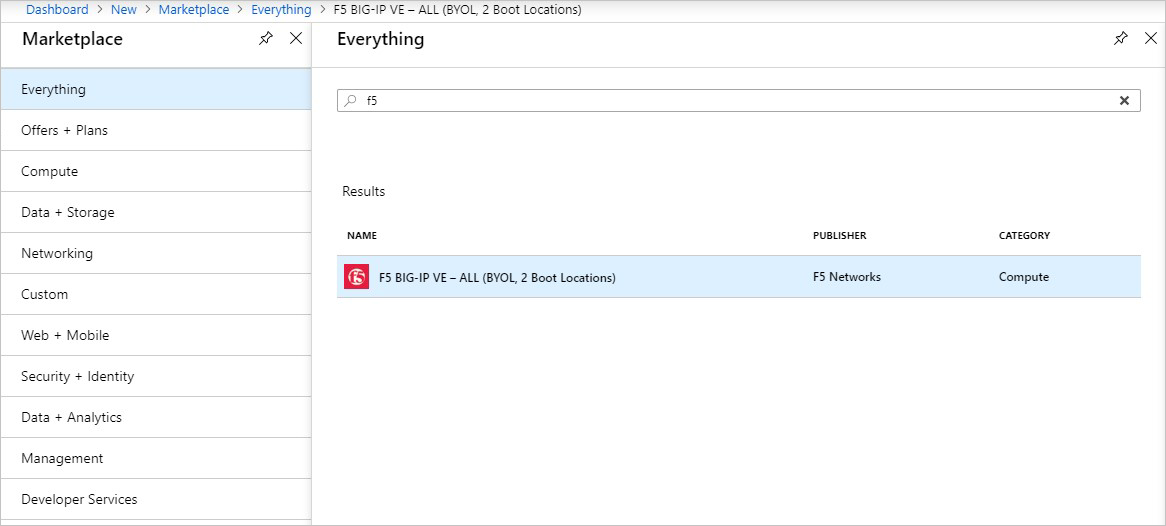 Dashboard > New > Marketplace > Everything > F5 BIG-IP VE – ALL (BYOL, 2 Boot Locations)
Marketplace
Everything
Offers + Plans
Compute
Data + Storage
Networking
Custom
Web + Mobile
Security + Identity
Data + Analytics
Management
Developer Services
Everything
f5
Results
NAME PUBLISHER CATEGORY
F5 BIG-IP VE – ALL (BYOL, 2 Boot Locations) F5 Networks Compute